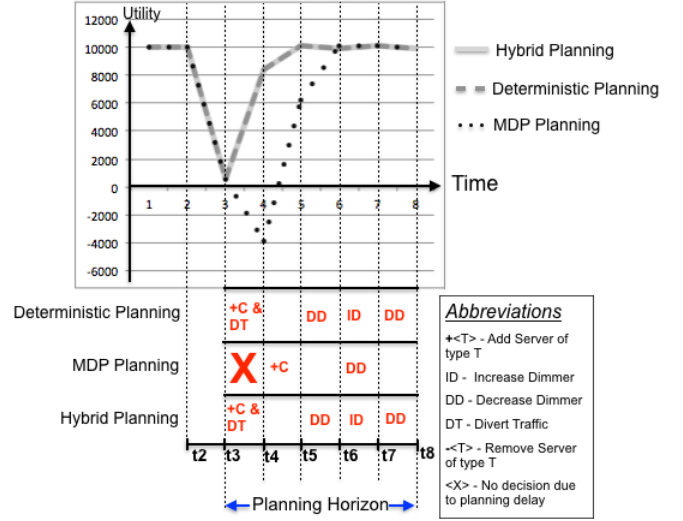 Utility
12000
10000
8000
6000
4000
2000
0
-2000
-4000
-6000
1 2 3 4 5 6 7 8
Time
Hybrid Planning
Deterministic Planning
MDP Planning
Deterministic Planning
+C &
DT
DD ID DD
MDP Planning
X +C DD
Hybrid Planning
+C &
DT
DD ID DD
t2 t3 t4 t5 t6 t7 t8
Planning Horizon
Abbreviations
+<T> - Add Server of
type T
ID - Increase Dimmer
DD - Decrease Dimmer
DT - Divert Traffic
-<T> - Remove Server
of type T
<X> - No decision due
to planning delay